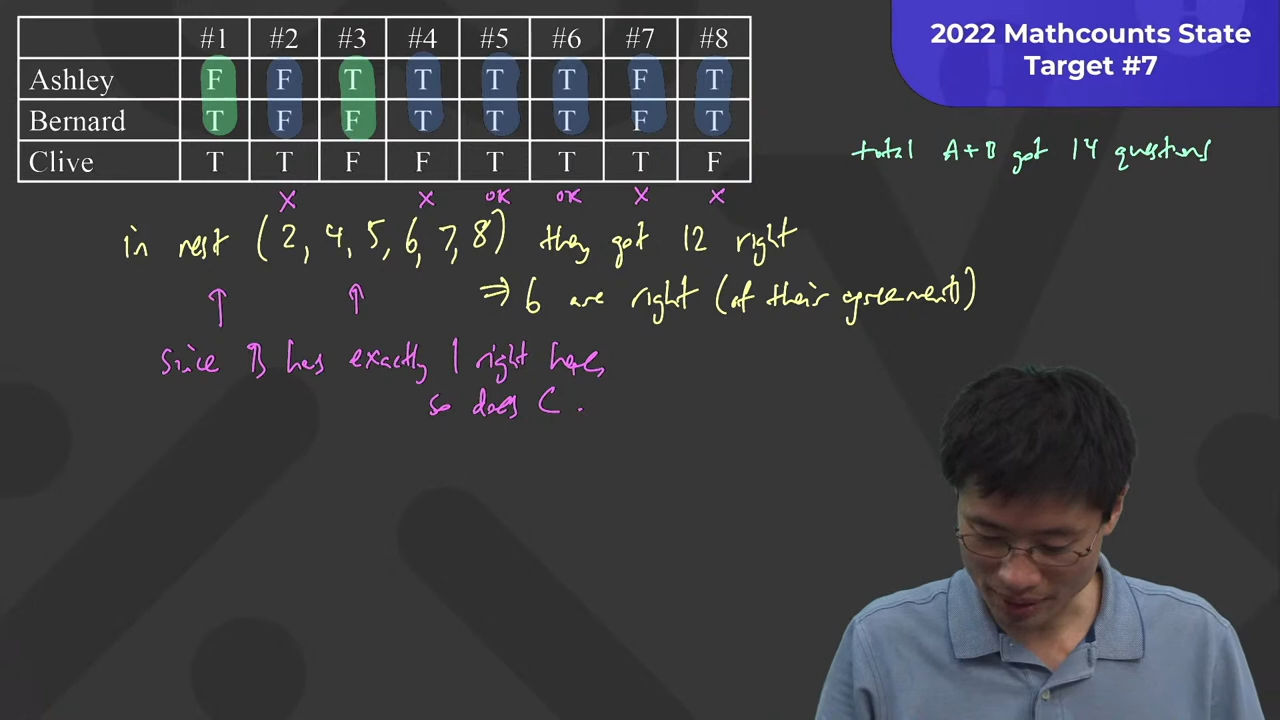 #1 #2 #3 #4 #5 #6 #7 #8
Ashley F F T T T T F T
Bernard T F F T T T F T
Clive T T F F T T T F
x x ok ok x x
2022 Mathcounts State
Target #7
total A+B got 14 questions
in rest (2, 4, 5, 6, 7, 8) they got 12 right
⇒ 6 are right (of their agreements)
↑ ↑
since B has exactly 1 right here,
so does C.